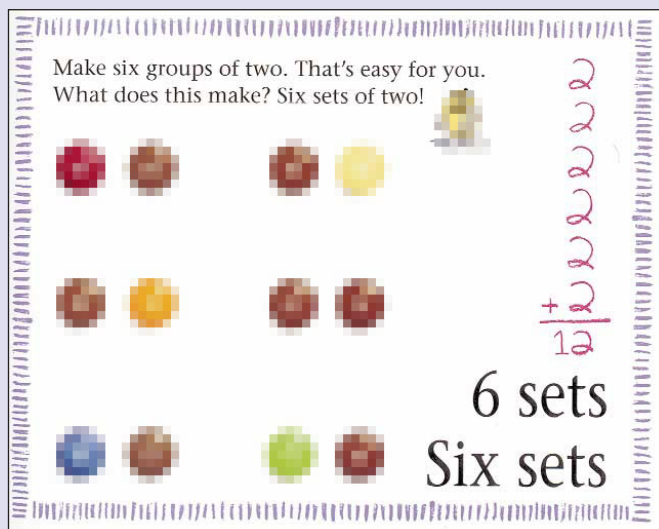 Make six groups of two. That's easy for you.
What does this make? Six sets of two!
2
2
2
2
2
+ 2
12
6 sets
Six sets